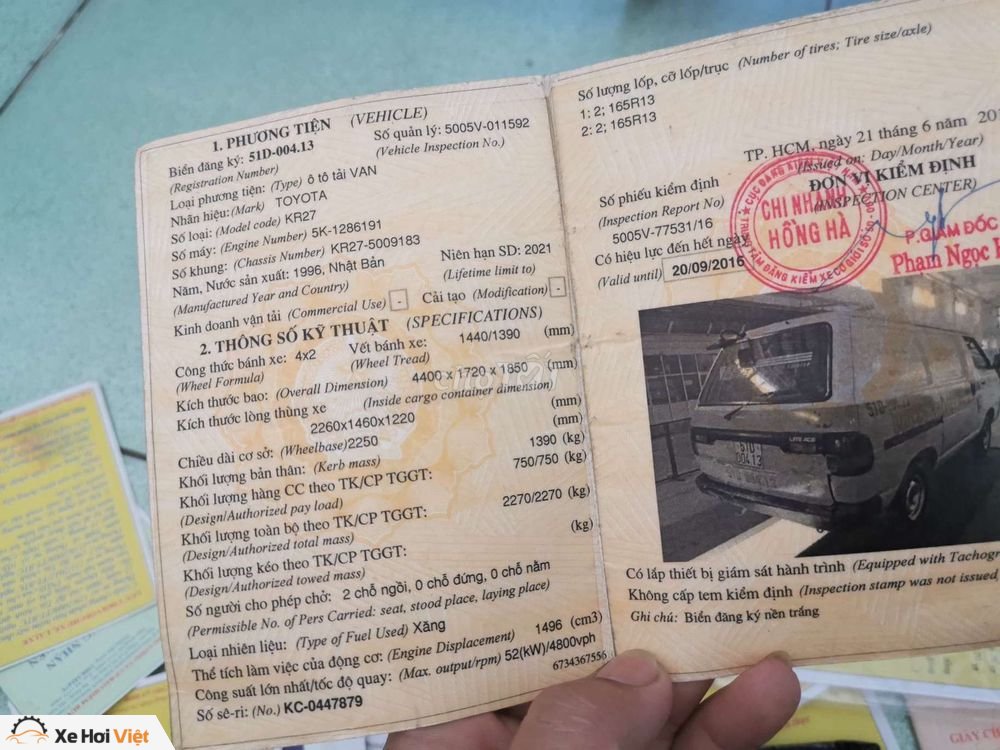 1. PHƯƠNG TIỆN (VEHICLE)
Biển đăng ký: 51D-004.13
Số quản lý: 5005V-011592
(Registration Number)
(Vehicle Inspection No.)
Loại phương tiện: (Type) ô tô tải VAN
Nhãn hiệu: (Mark) TOYOTA
Số loại: (Model code) KR27
Số máy: (Engine Number) 5K-1286191
Số khung: (Chassis Number) KR27-5009183
Năm, Nước sản xuất: 1996, Nhật Bản
Niên hạn SD: 2021
(Manufactured Year and Country)
(Lifetime limit to)
Kinh doanh vận tải (Commercial Use) -
Cải tạo (Modification) -
2. THÔNG SỐ KỸ THUẬT (SPECIFICATIONS)
Công thức bánh xe: 4x2
Vết bánh xe: 1440/1390 (mm)
(Wheel Formula)
(Wheel Tread)
Kích thước bao: (Overall Dimension) 4400 x 1720 x 1850 (mm)
Kích thước lòng thùng xe (Inside cargo container dimension)
2260x1460x1220 (mm)
Chiều dài cơ sở: (Wheelbase) 2250 (mm)
Khối lượng bản thân: (Kerb mass) 1390 (kg)
Khối lượng hàng CC theo TK/CP TGGT: 750/750 (kg)
(Design/Authorized pay load)
Khối lượng toàn bộ theo TK/CP TGGT: 2270/2270 (kg)
(Design/Authorized total mass)
Khối lượng kéo theo TK/CP TGGT: (kg)
(Design/Authorized towed mass)
Số người cho phép chở: 2 chỗ ngồi, 0 chỗ đứng, 0 chỗ nằm
(Permissible No. of Pers Carried: seat, stood place, laying place)
Loại nhiên liệu: (Type of Fuel Used) Xăng
Thể tích làm việc của động cơ: (Engine Displacement) 1496 (cm3)
Công suất lớn nhất/tốc độ quay: (Max. output/rpm) 52(kW)/4800vph
Số sê-ri: (No.) KC-0447879
6734367556
Số lượng lốp, cỡ lốp/trục (Number of tires; Tire size/axle)
1: 2; 165R13
2: 2; 165R13
TP. HCM, ngày 21 tháng 6 năm
(Issued on: Day/Month/Year)
ĐƠN VỊ KIỂM ĐỊNH
(INSPECTION CENTER)
Số phiếu kiểm định
(Inspection Report No)
5005V-77531/16
Có hiệu lực đến hết ngày
(Valid until) 20/09/2016
CHI NHÁNH
HỒNG HÀ
P.GIÁM ĐỐC
Phạm Ngọc
LITE ACE
51D
004.13
Có lắp thiết bị giám sát hành trình (Equipped with
Không cấp tem kiểm định (Inspection stamp was not issued
Ghi chú: Biển đăng ký nền trắng
Xe Hơi Việt